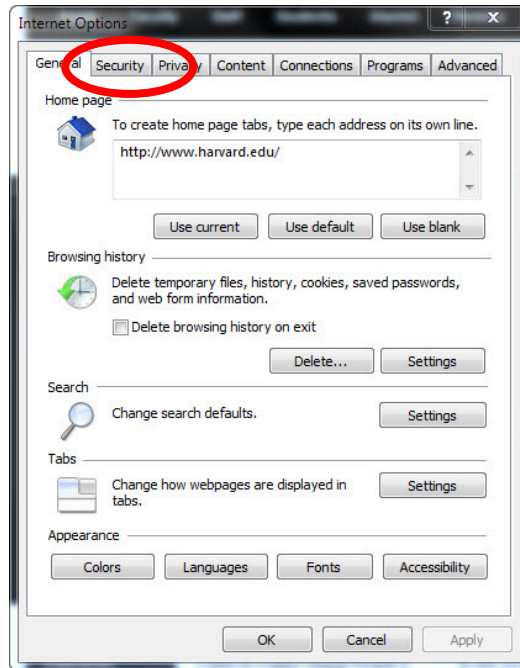 Internet Options
?
X
General Security Privacy Content Connections Programs Advanced
Home page
To create home page tabs, type each address on its own line.
http://www.harvard.edu/
Use current Use default Use blank
Browsing history
Delete temporary files, history, cookies, saved passwords,
and web form information.
Delete browsing history on exit
Delete... Settings
Search
Change search defaults.
Settings
Tabs
Change how webpages are displayed in
tabs.
Settings
Appearance
Colors Languages Fonts Accessibility
OK Cancel Apply